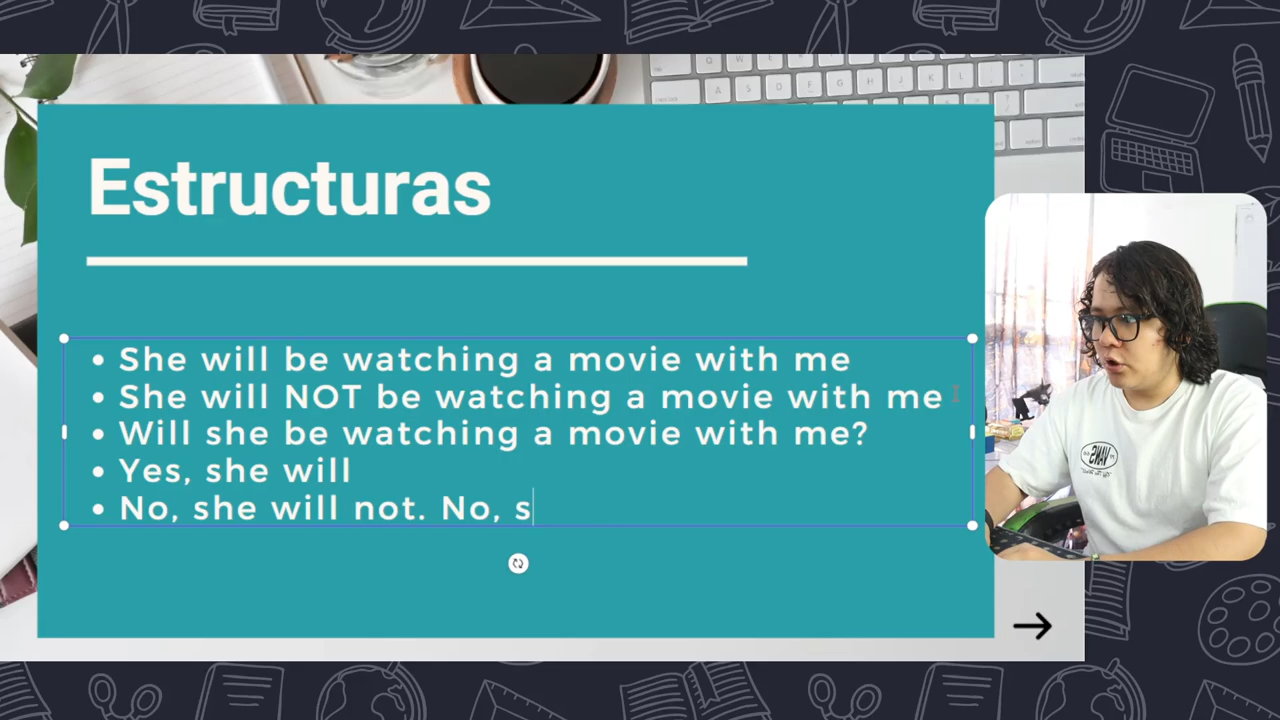 Estructuras
She will be watching a movie with me
She will NOT be watching a movie with me
Will she be watching a movie with me?
Yes, she will
No, she will not. No, s